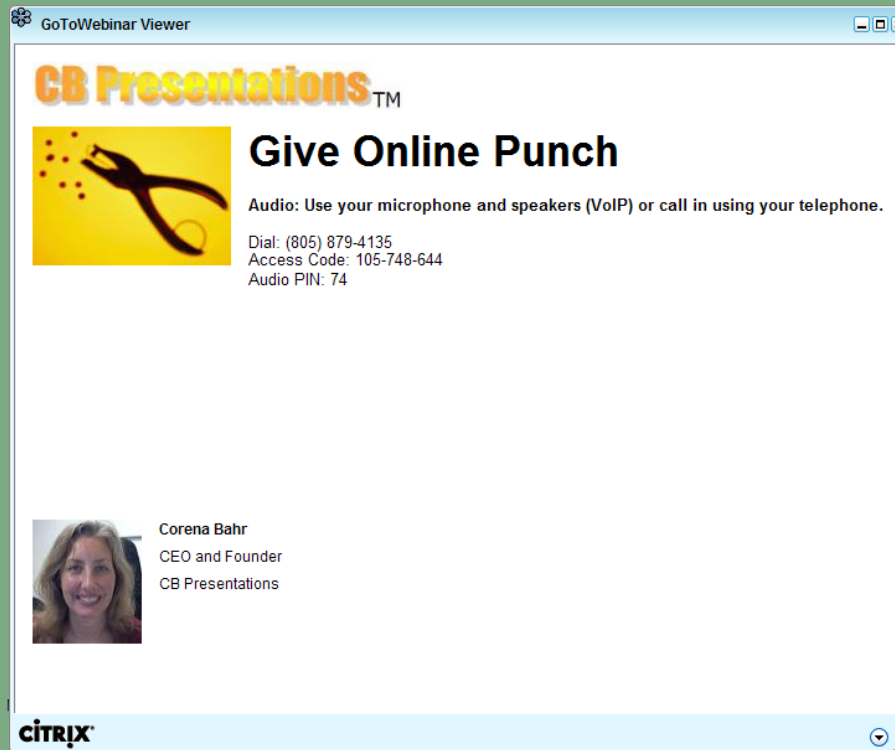 GoToWebinar Viewer
CB Presentations TM
Give Online Punch
Audio: Use your microphone and speakers (VoIP) or call in using your telephone.
Dial: (805) 879-4135
Access Code: 105-748-644
Audio PIN: 74
Corena Bahr
CEO and Founder
CB Presentations
CİTRIX